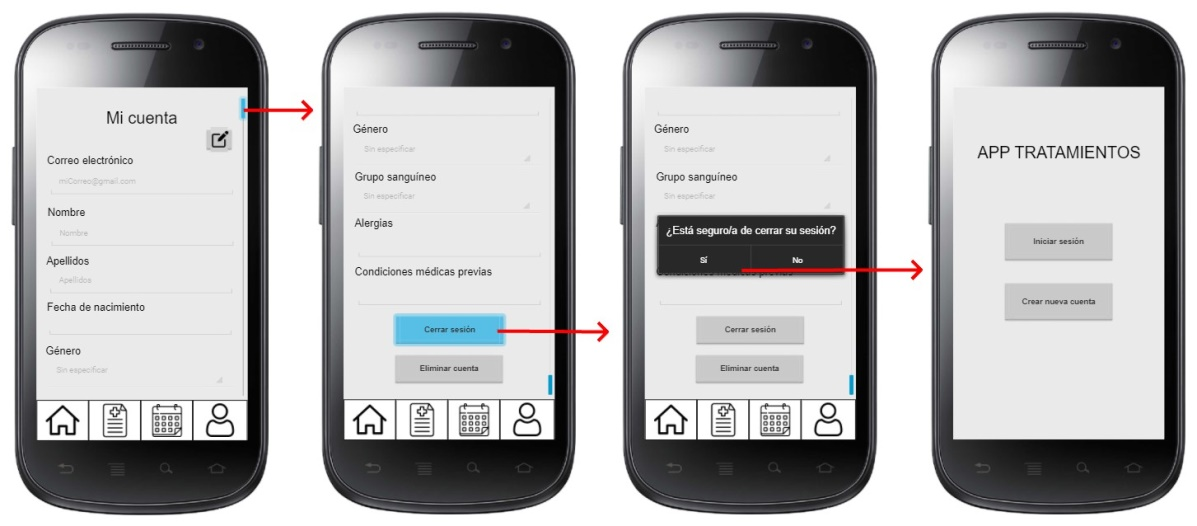 Mi cuenta
Correo electrónico
miCorreo@gmail.com
Nombre
Nombre
Apellidos
Apellidos
Fecha de nacimiento
Género
Sin especificar
Género
Sin especificar
Grupo sanguíneo
Sin especificar
Alergias
Condiciones médicas previas
Cerrar sesión
Eliminar cuenta
Género
Sin especificar
Grupo sanguíneo
Sin especificar
¿Está seguro/a de cerrar su sesión?
Sí No
Condiciones médicas previas
Cerrar sesión
Eliminar cuenta
APP TRATAMIENTOS
Iniciar sesión
Crear nueva cuenta